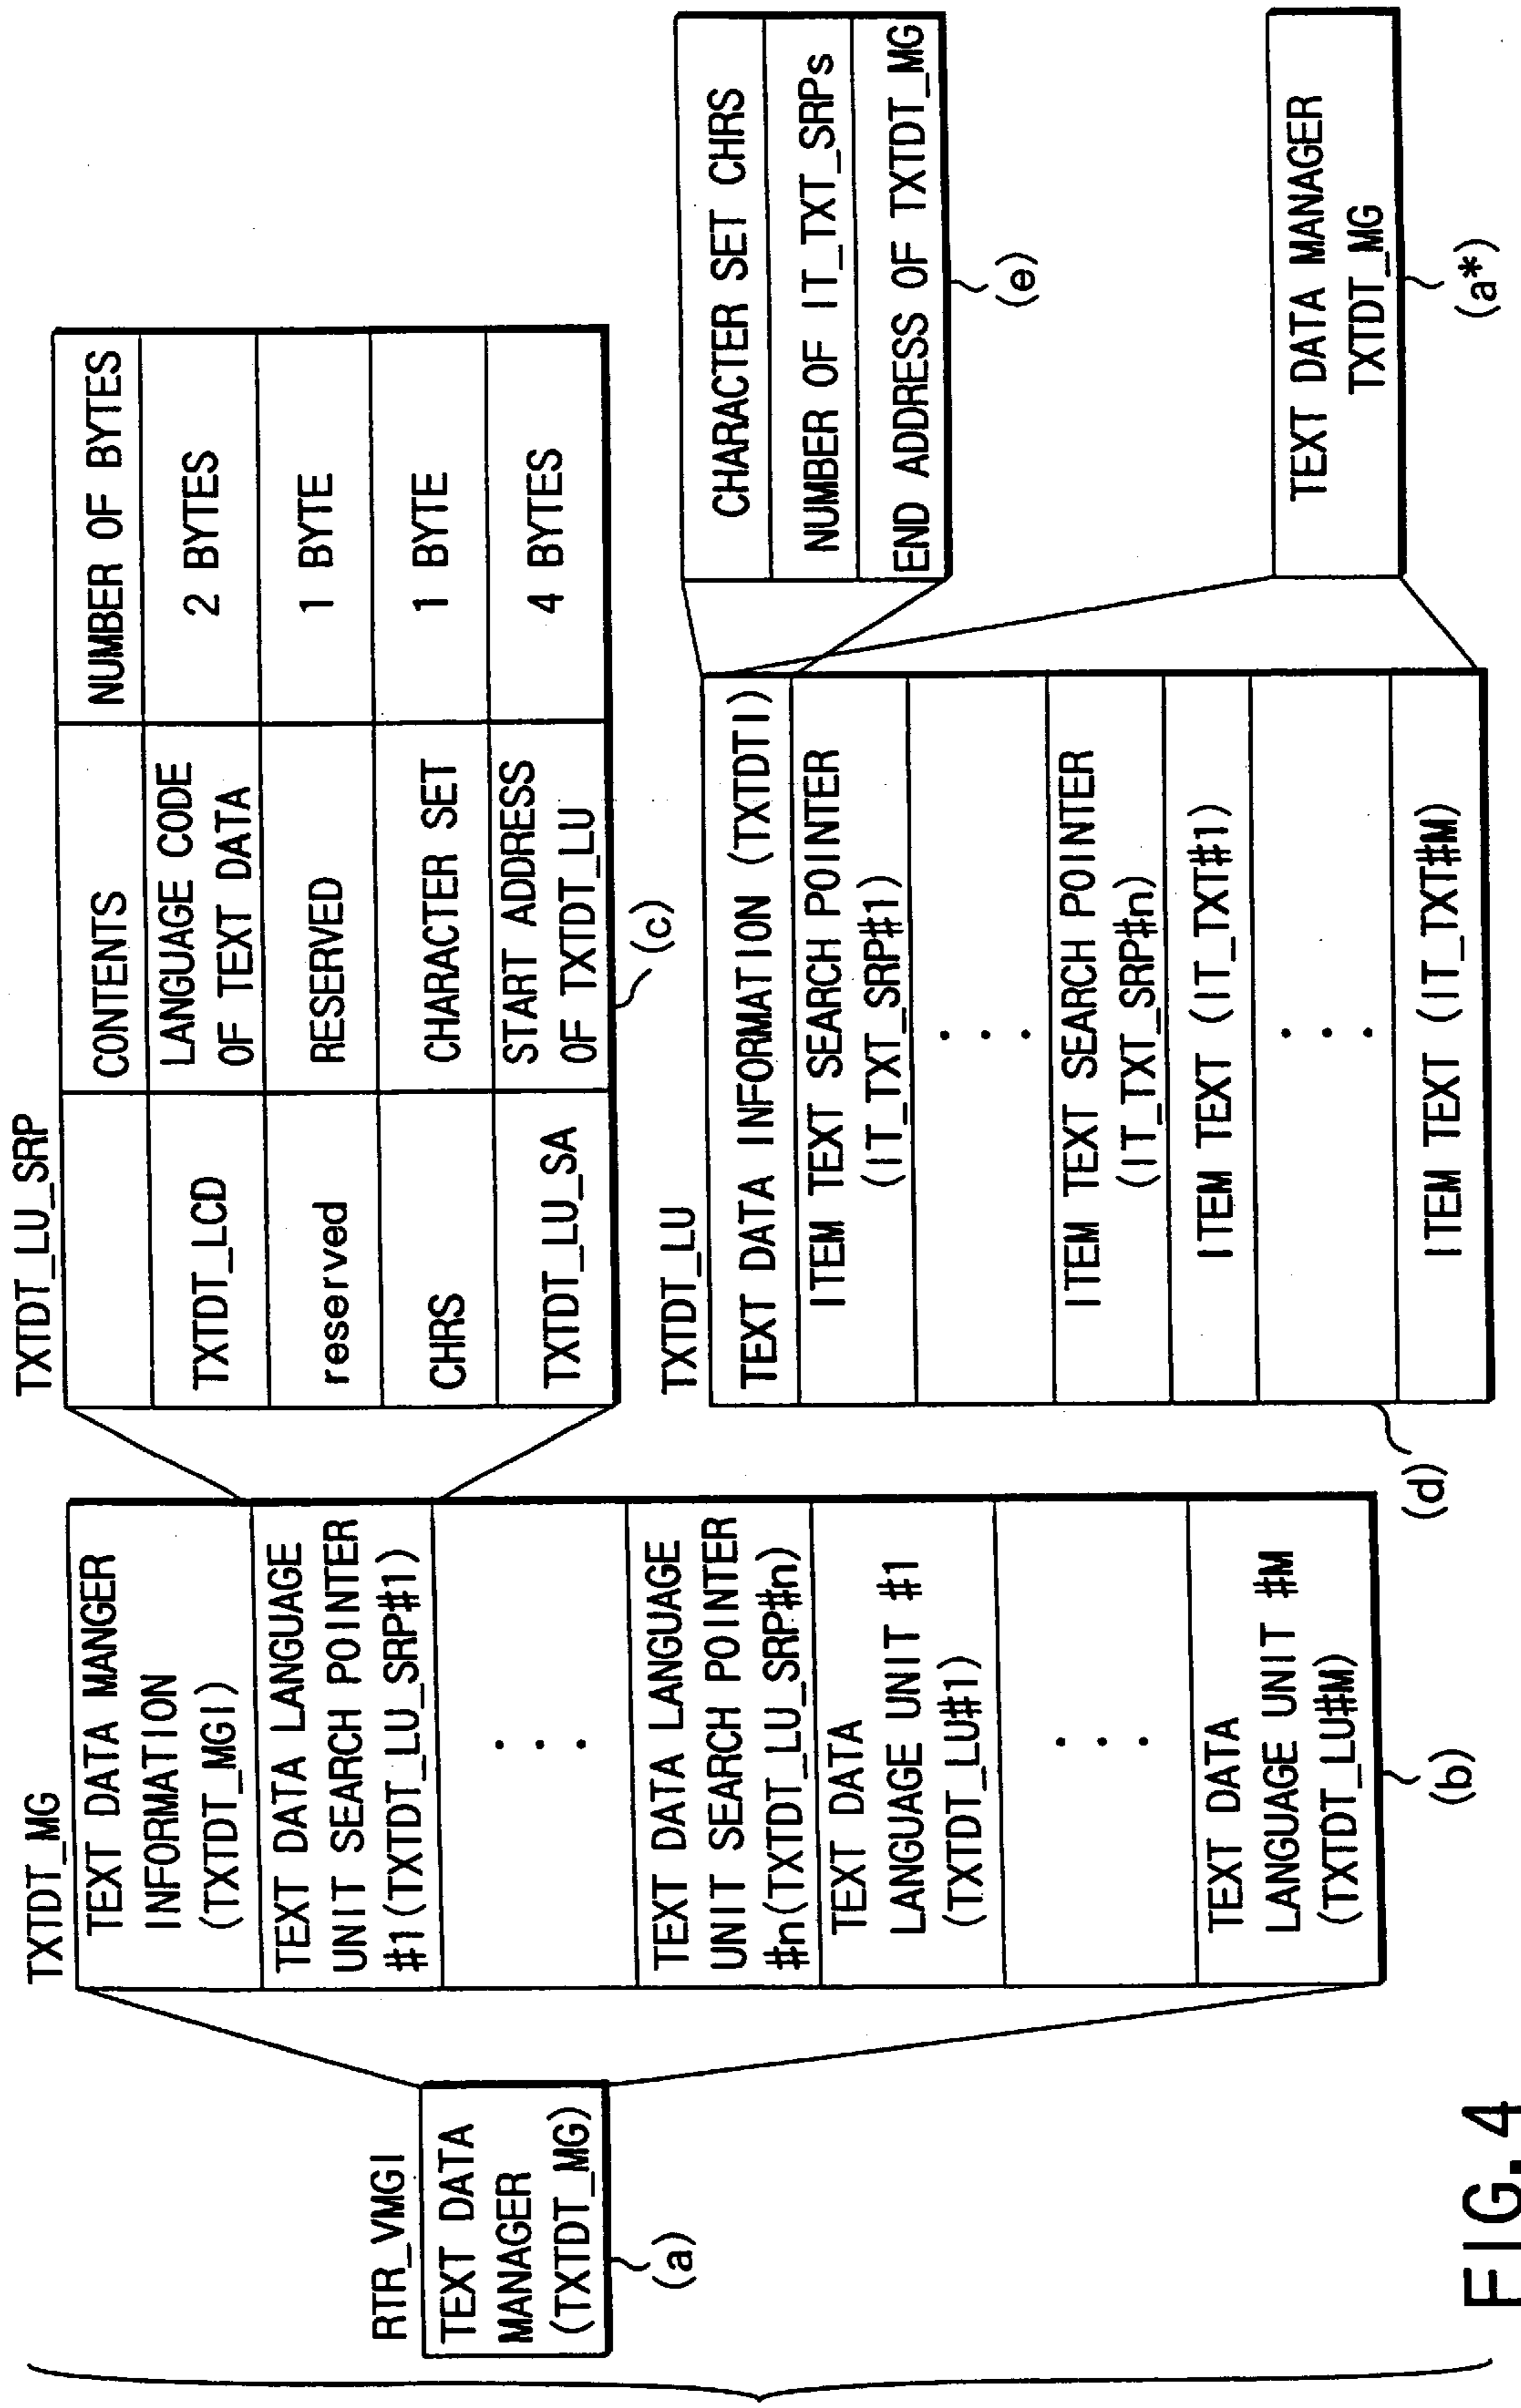 RTR_VMGI
TEXT DATA
MANAGER
(TXTDT_MG)
(a)
TXTDT_MG
TEXT DATA MANGER
INFORMATION
(TXTDT_MGI)
TEXT DATA LANGUAGE
UNIT SEARCH POINTER
#1(TXTDT_LU_SRP#1)
...
TEXT DATA LANGUAGE
UNIT SEARCH POINTER
#n(TXTDT_LU_SRP#n)
TEXT DATA
LANGUAGE UNIT #1
(TXTDT_LU#1)
...
TEXT DATA
LANGUAGE UNIT #M
(TXTDT_LU#M)
(b)
TXTDT_LU_SRP
CONTENTS NUMBER OF BYTES
TXTDT_LCD LANGUAGE CODE OF TEXT DATA 2 BYTES
reserved RESERVED 1 BYTE
CHRS CHARACTER SET 1 BYTE
TXTDT_LU_SA START ADDRESS OF TXTDT_LU 4 BYTES
(c)
TXTDT_LU
TEXT DATA INFORMATION (TXTDTI)
ITEM TEXT SEARCH POINTER
(IT_TXT_SRP#1)
...
ITEM TEXT SEARCH POINTER
(IT_TXT_SRP#n)
ITEM TEXT (IT_TXT#1)
...
ITEM TEXT (IT_TXT#M)
(d)
CHARACTER SET CHRS
NUMBER OF IT_TXT_SRPs
END ADDRESS OF TXTDT_MG
(e)
TEXT DATA MANAGER
TXTDT_MG
(a*)
FIG. 4